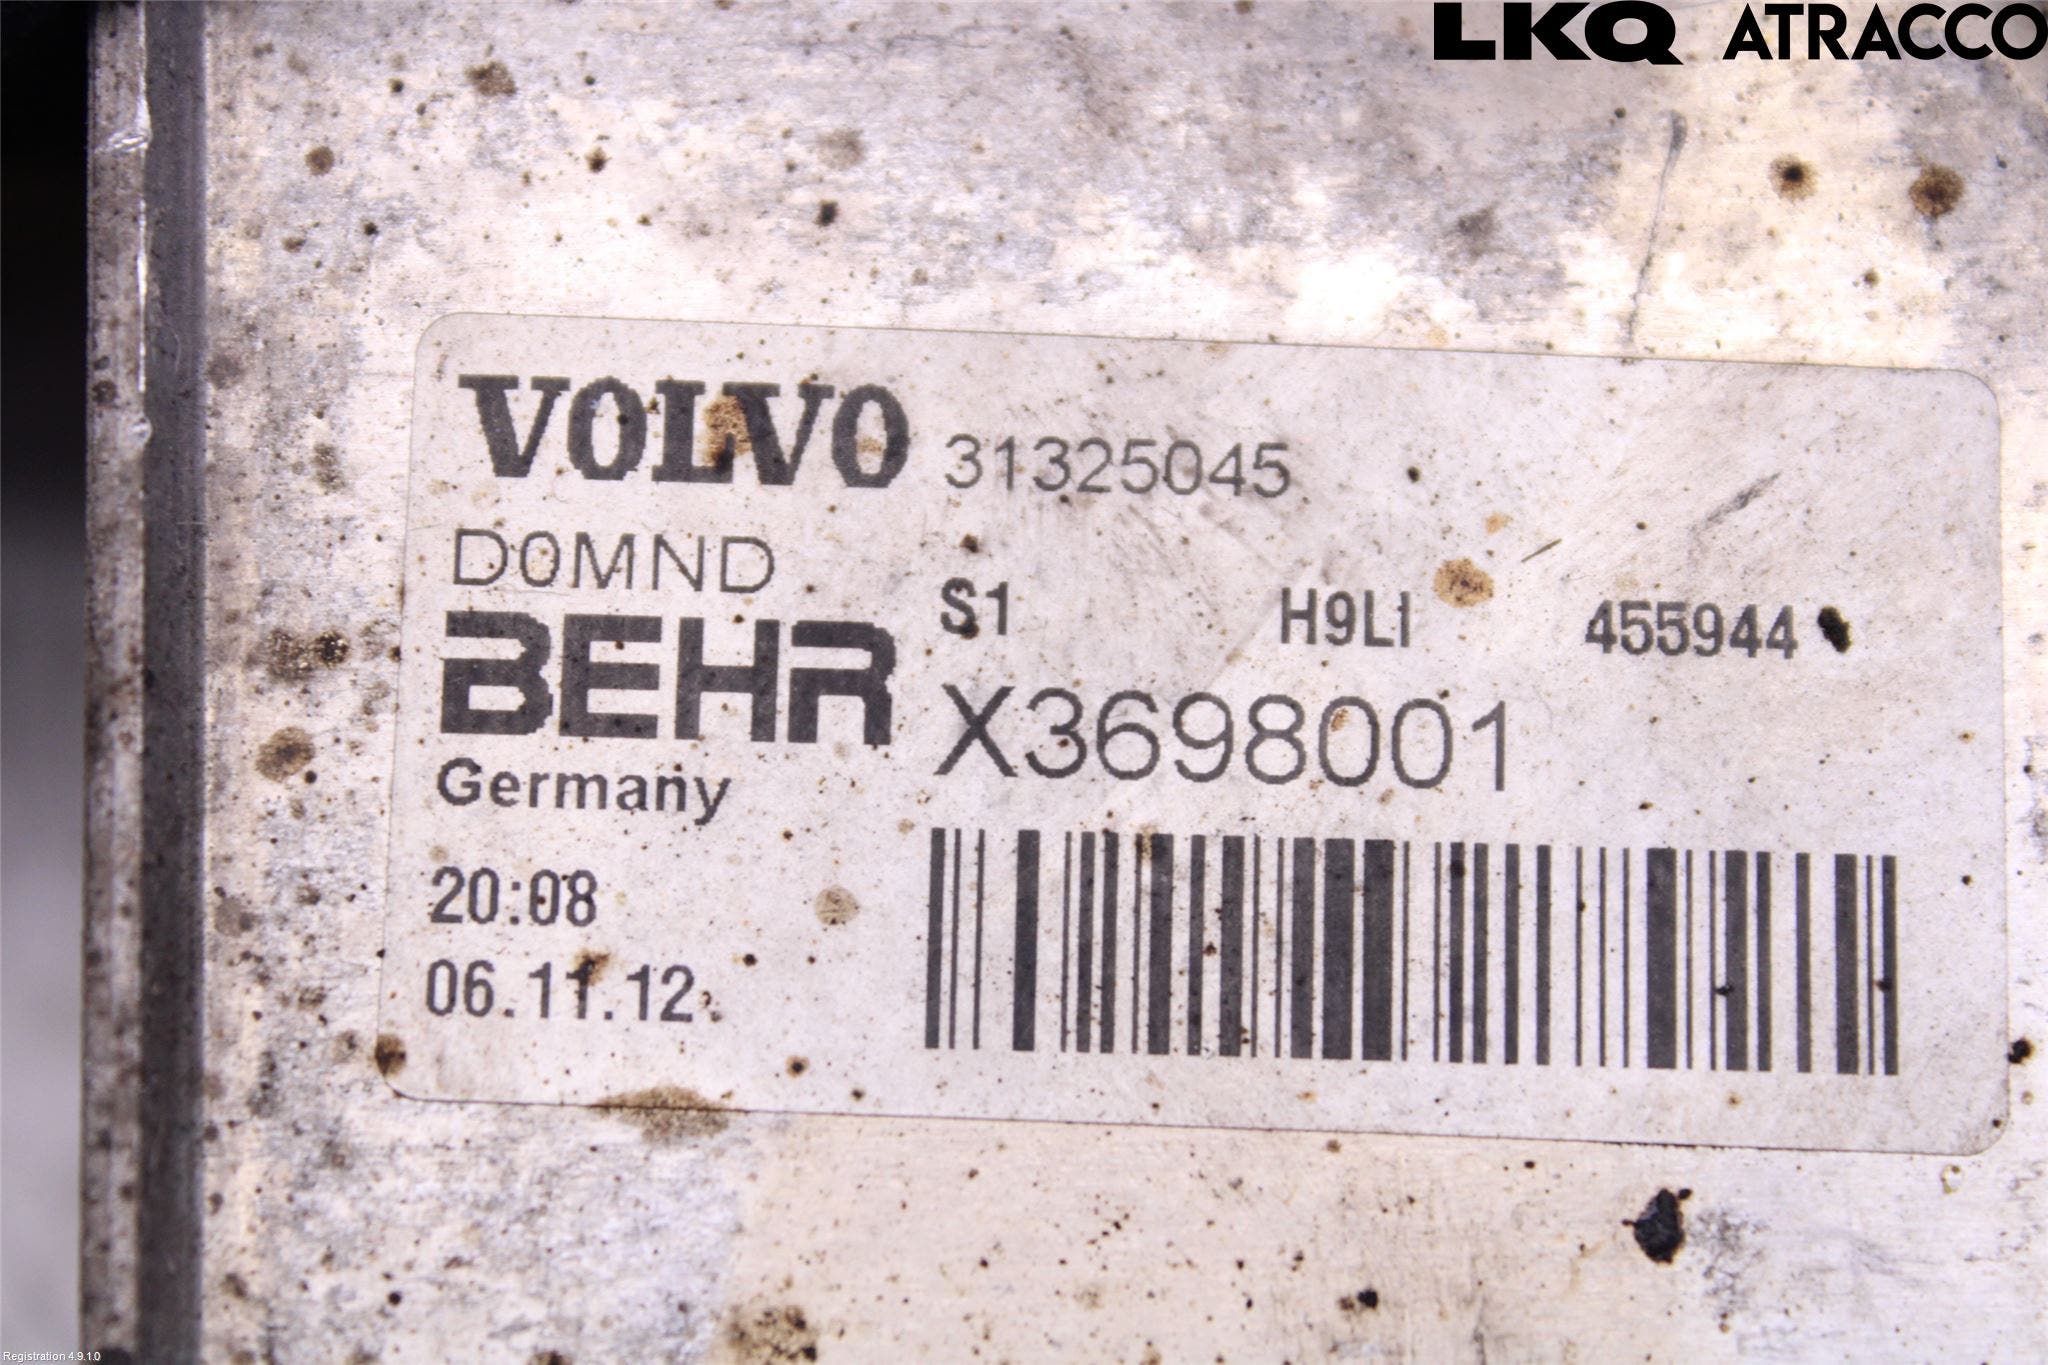 LKQ ATRACCO
VOLVO 31325045
D0MND
S1 H9LI 455944
BEHR X3698001
Germany
20:08
06.11.12
Registration 4.9.1.0